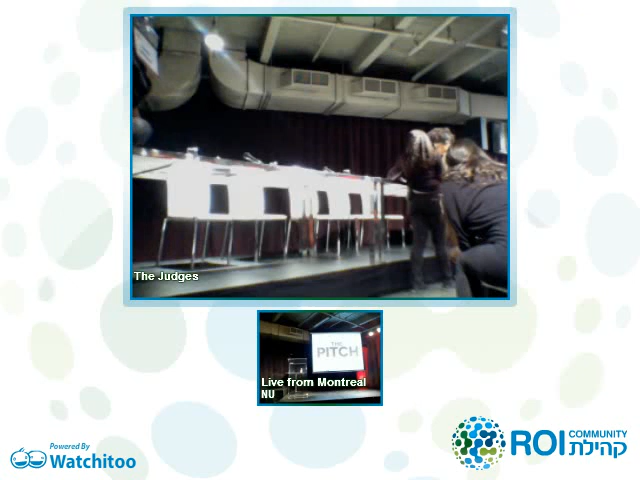 The Judges
THE
PITCH
Live from Montreal
NU
Powered By
Watchitoo
ROI COMMUNITY
קהילת